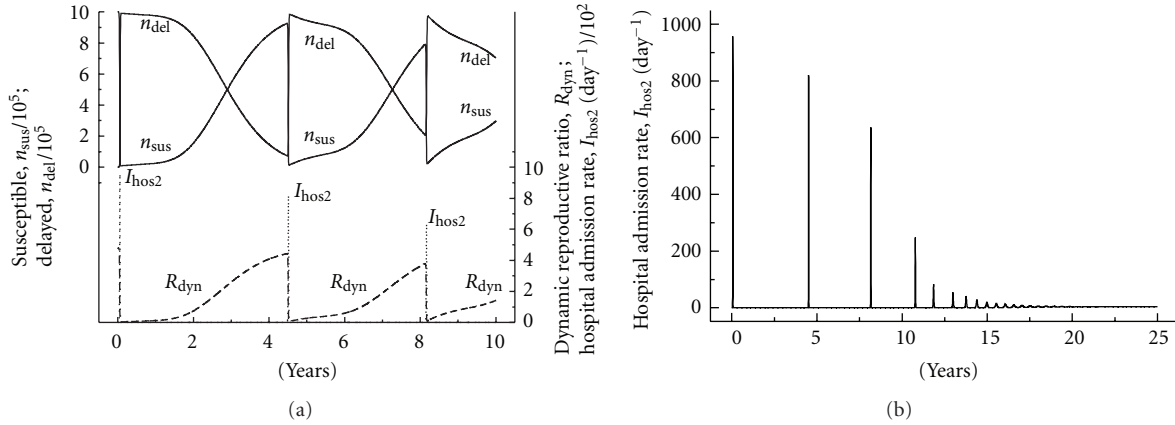 Susceptible, n_sus/10^5;
delayed, n_del/10^5
10
8
6
4
2
0
n_del
n_sus
n_del
n_sus
n_del
n_sus
I_hos2
I_hos2
I_hos2
R_dyn
R_dyn
R_dyn
10
8
6
4
2
0
Dynamic reproductive ratio, R_dyn;
hospital admission rate, I_hos2 (day^−1)/10^2
0 2 4 6 8 10
(Years)
(a)
Hospital admission rate, I_hos2 (day^−1)
1000
800
600
400
200
0
0 5 10 15 20 25
(Years)
(b)